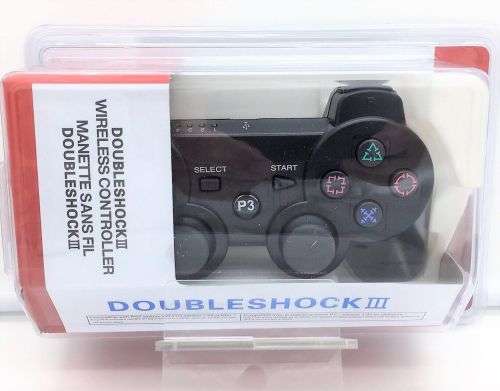 DOUBLESHOCK III
WIRELESS CONTROLLER
MANETTE SANS FIL
DOUBLESHOCK III
SELECT
START
P3
DOUBLESHOCK III